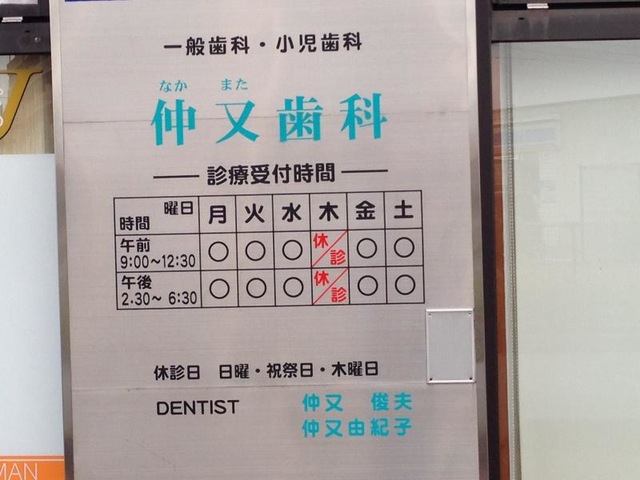 一般歯科・小児歯科
なか また
仲又歯科
診療受付時間
時間 曜日 月 火 水 木 金 土
午前 9:00〜12:30 ○ ○ ○ 休/診 ○ ○
午後 2.30〜 6:30 ○ ○ ○ 休/診 ○ ○
休診日 日曜・祝祭日・木曜日
DENTIST 仲又 俊夫
仲又由紀子
MAN